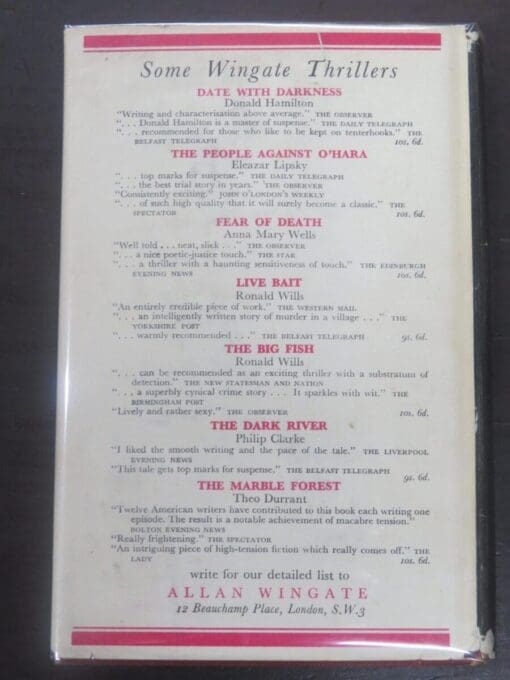 Some Wingate Thrillers
DATE WITH DARKNESS
Donald Hamilton
"Writing and characterisation above average." THE OBSERVER
". . . Donald Hamilton is a master of suspense." THE DAILY TELEGRAPH
". . . recommended for those who like to be kept on tenterhooks." THE
BELFAST TELEGRAPH 10s. 6d.
THE PEOPLE AGAINST O'HARA
Eleazar Lipsky
". . . top marks for suspense." THE DAILY TELEGRAPH
". . . the best trial story in years." THE OBSERVER
"Consistently exciting." JOHN O'LONDON'S WEEKLY
". . . of such high quality that it will surely become a classic." THE
SPECTATOR 10s. 6d.
FEAR OF DEATH
Anna Mary Wells
"Well told . . . neat, slick . . ." THE OBSERVER
". . . a nice poetic-justice touch." THE STAR
". . . a thriller with a haunting sensitiveness of touch." THE EDINBURGH
EVENING NEWS 10s. 6d.
LIVE BAIT
Ronald Wills
"An entirely credible piece of work." THE WESTERN MAIL
". . . an intelligently written story of murder in a village . . ." THE
YORKSHIRE POST
". . . warmly recommended . . ." THE BELFAST TELEGRAPH 9s. 6d.
THE BIG FISH
Ronald Wills
". . . can be recommended as an exciting thriller with a substratum of
detection." THE NEW STATESMAN AND NATION
". . . a superbly cynical crime story . . . It sparkles with wit." THE
BIRMINGHAM POST
"Lively and rather sexy." THE OBSERVER 10s. 6d.
THE DARK RIVER
Philip Clarke
"I liked the smooth writing and the pace of the tale." THE LIVERPOOL
EVENING NEWS
"This tale gets top marks for suspense." THE BELFAST TELEGRAPH
9s. 6d.
THE MARBLE FOREST
Theo Durrant
"Twelve American writers have contributed to this book each writing one
episode. The result is a notable achievement of macabre tension."
BOLTON EVENING NEWS
"Really frightening." THE SPECTATOR
"An intriguing piece of high-tension fiction which really comes off." THE
LADY 10s. 6d.
write for our detailed list to
ALLAN WINGATE
12 Beauchamp Place, London, S.W.3